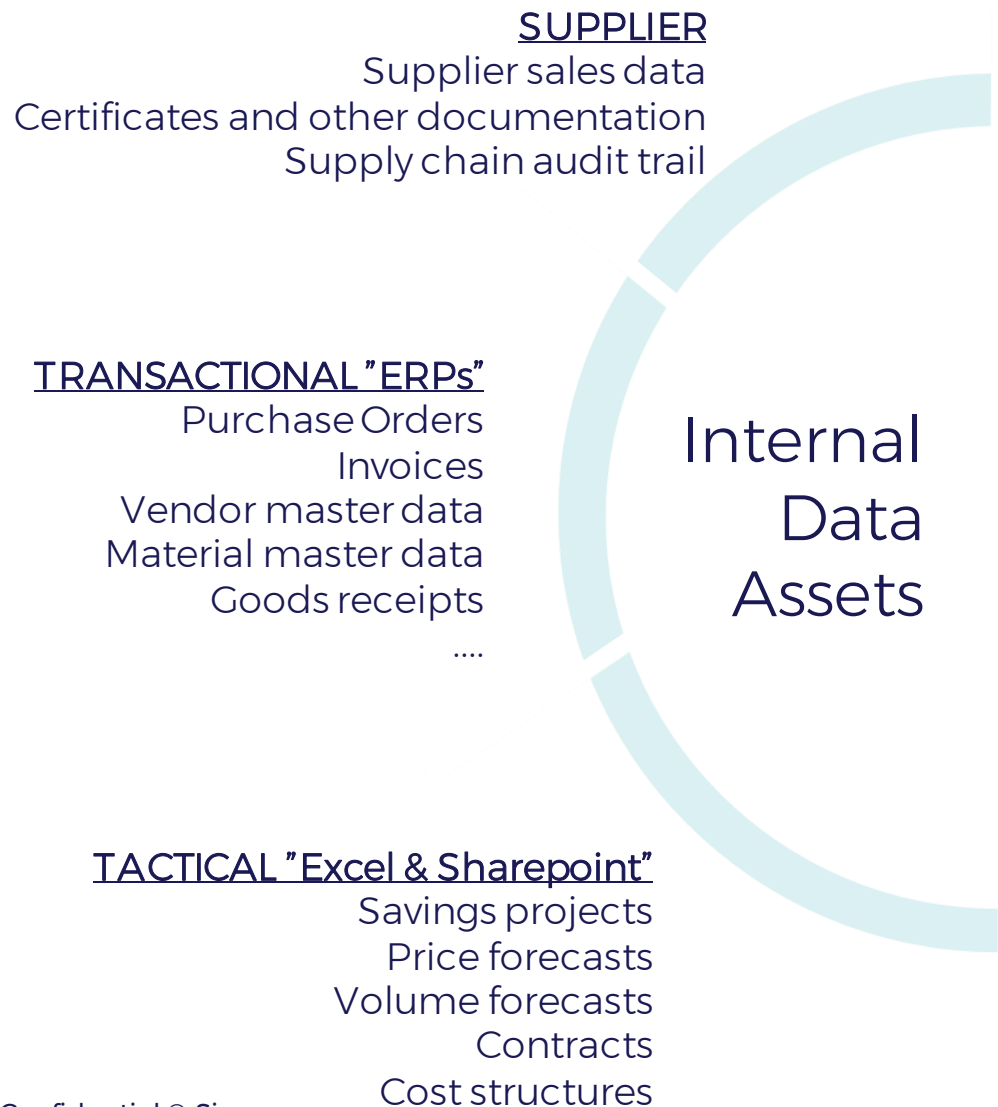 SUPPLIER
Supplier sales data
Certificates and other documentation
Supply chain audit trail
TRANSACTIONAL ”ERPs”
Purchase Orders
Invoices
Vendor master data
Material master data
Goods receipts
....
Internal
Data
Assets
TACTICAL ”Excel & Sharepoint”
Savings projects
Price forecasts
Volume forecasts
Contracts
Cost structures